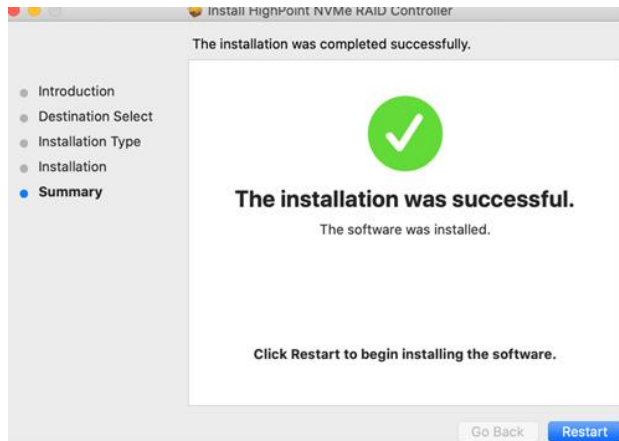 Install HighPoint NVMe RAID Controller
The installation was completed successfully.
Introduction
Destination Select
Installation Type
Installation
Summary
The installation was successful.
The software was installed.
Click Restart to begin installing the software.
Go Back
Restart